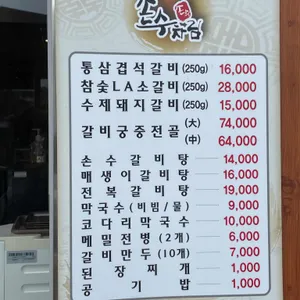 손수차림
통삼겹석갈비(250g) 16,000
참숯LA소갈비(250g) 28,000
수제돼지갈비(250g) 15,000
갈비궁중전골 (大) 74,000
(中) 64,000
손수갈비탕 14,000
매생이갈비탕 16,000
전복갈비탕 19,000
막국수(비빔/물) 9,000
코다리막국수 10,000
메밀전병(2개) 6,000
갈비만두(10개) 7,000
된장찌개 1,000
공기밥 1,000